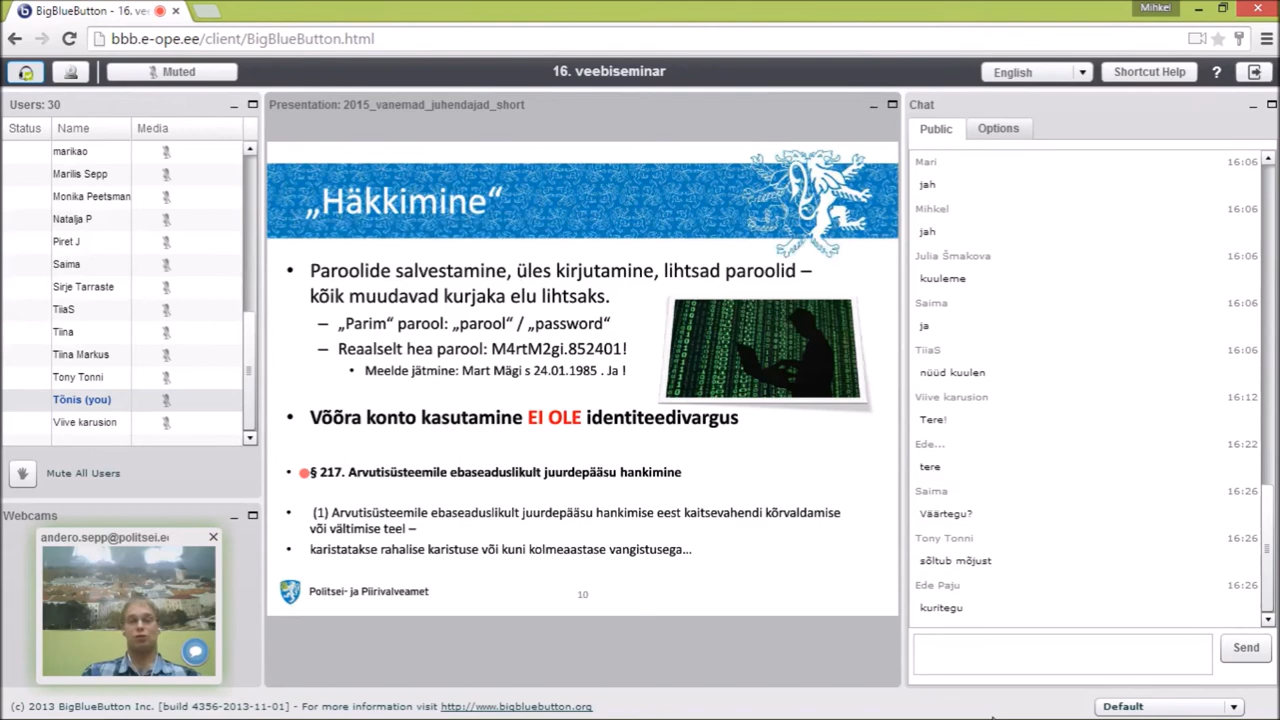 BigBlueButton - 16. vee
Mihkel
bbb.e-ope.ee/client/BigBlueButton.html
Muted
16. veebiseminar
English
Shortcut Help
?
Users: 30
Status Name Media
marikao
Marilis Sepp
Monika Peetsman
Natalja P
Piret J
Saima
Sirje Tarraste
TiiaS
Tiina
Tiina Markus
Tony Tonni
Tõnis (you)
Viive karusion
Mute All Users
Webcams
andero.sepp@politsei.ee
Presentation: 2015_vanemad_juhendajad_short
„Häkkimine“
• Paroolide salvestamine, üles kirjutamine, lihtsad paroolid –
kõik muudavad kurjaka elu lihtsaks.
– „Parim“ parool: „parool“ / „password“
– Reaalselt hea parool: M4rtM2gi.852401!
• Meelde jätmine: Mart Mägi s 24.01.1985 . Ja !
• Võõra konto kasutamine EI OLE identiteedivargus
• § 217. Arvutisüsteemile ebaseaduslikult juurdepääsu hankimine
• (1) Arvutisüsteemile ebaseaduslikult juurdepääsu hankimise eest kaitsevahendi kõrvaldamise
või vältimise teel –
• karistatakse rahalise karistuse või kuni kolmeaastase vangistusega...
Politsei- ja Piirivalveamet
10
Chat
Public Options
Mari 16:06
jah
Mihkel 16:06
jah
Julia Šmakova 16:06
kuuleme
Saima 16:06
ja
TiiaS 16:06
nüüd kuulen
Viive karusion 16:12
Tere!
Ede... 16:22
tere
Saima 16:26
Väärtegu?
Tony Tonni 16:26
sõltub mõjust
Ede Paju 16:26
kuritegu
Send
(c) 2013 BigBlueButton Inc. [build 4356-2013-11-01] - For more information visit http://www.bigbluebutton.org
Default